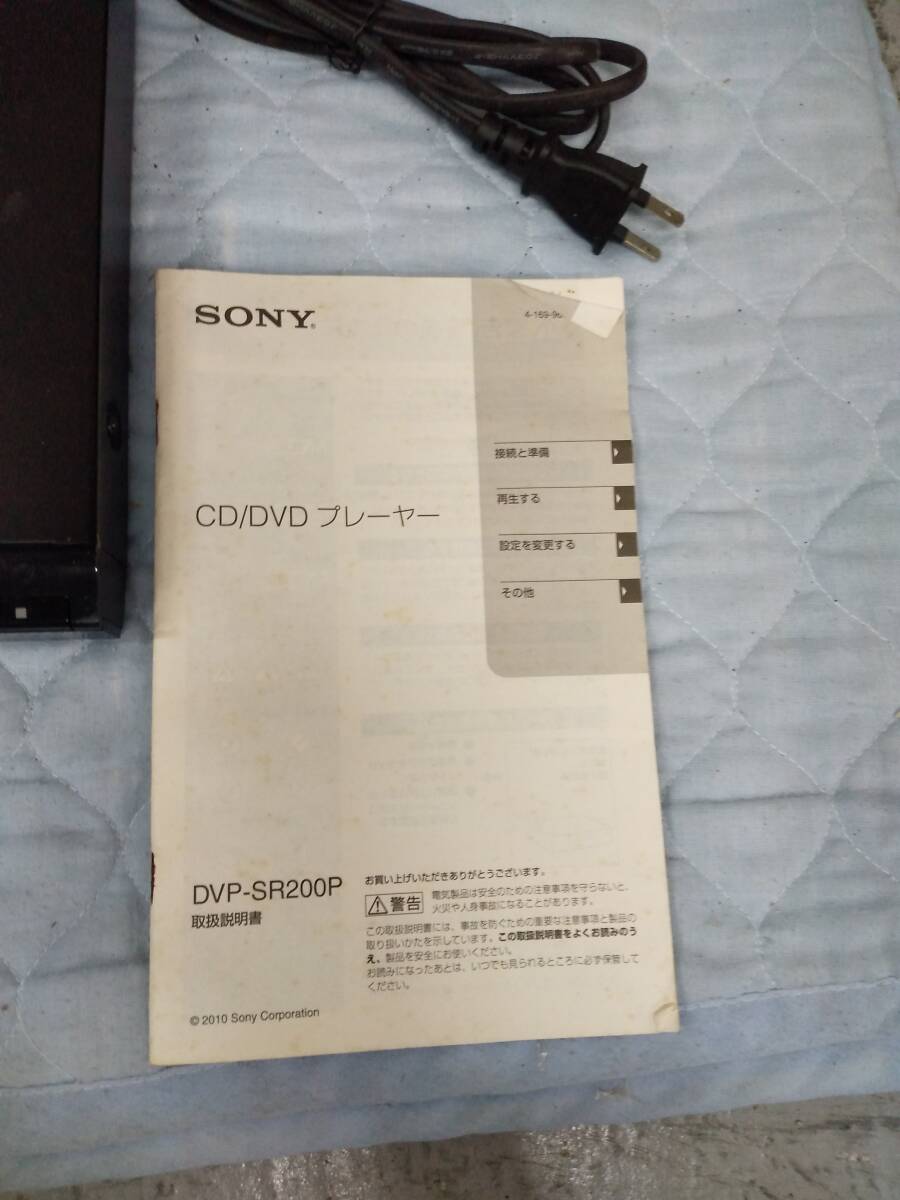 SONY®
4-169-96
接続と準備
再生する
設定を変更する
その他
CD/DVD プレーヤー
DVP-SR200P
取扱説明書
お買い上げいただきありがとうございます。
警告
電気製品は安全のための注意事項を守らないと、
火災や人身事故になることがあります。
この取扱説明書には、事故を防ぐための重要な注意事項と製品の
取り扱いかたを示しています。この取扱説明書をよくお読みのう
え、製品を安全にお使いください。
お読みになったあとは、いつでも見られるところに必ず保管して
ください。
© 2010 Sony Corporation